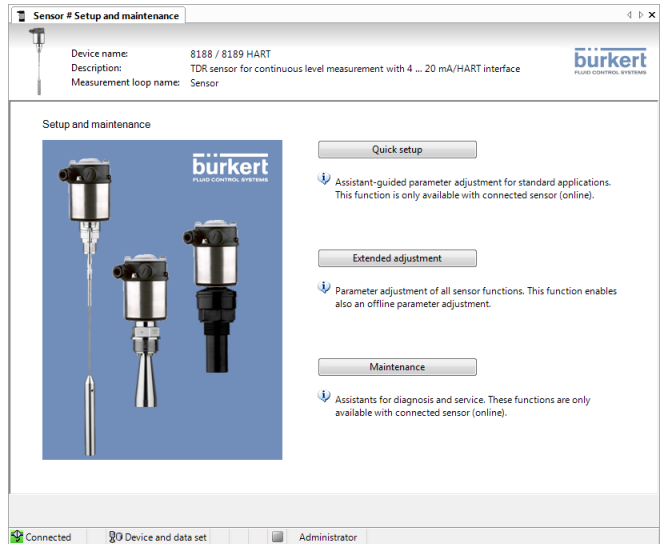 Sensor # Setup and maintenance
Device name: 8188 / 8189 HART
Description: TDR sensor for continuous level measurement with 4 ... 20 mA/HART interface
Measurement loop name: Sensor
bürkert
FLUID CONTROL SYSTEMS
Setup and maintenance
bürkert
FLUID CONTROL SYSTEMS
Quick setup
Assistant-guided parameter adjustment for standard applications.
This function is only available with connected sensor (online).
Extended adjustment
Parameter adjustment of all sensor functions. This function enables
also an offline parameter adjustment.
Maintenance
Assistants for diagnosis and service. These functions are only
available with connected sensor (online).
Connected
Device and data set
Administrator